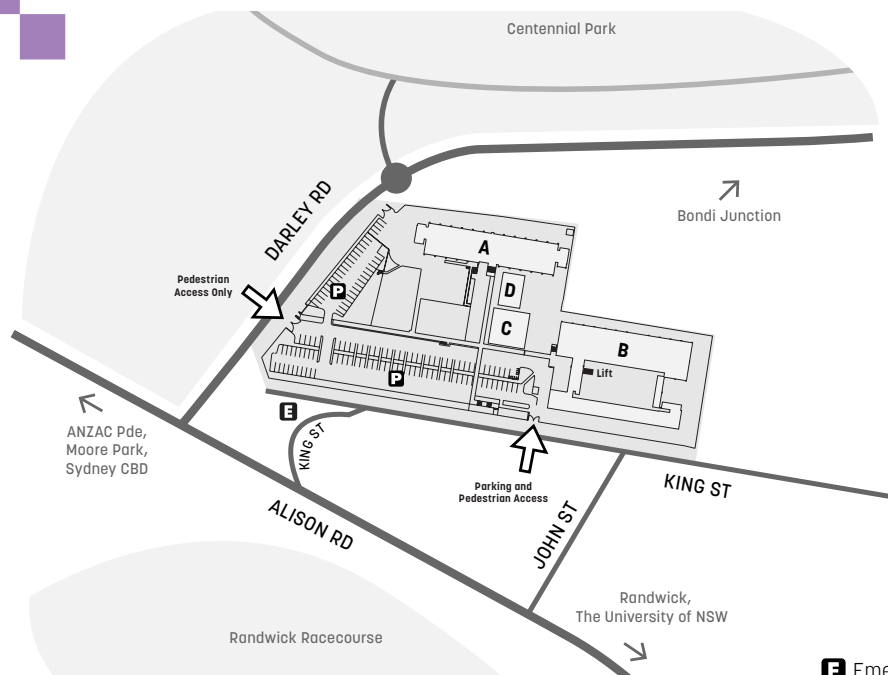 Centennial Park
DARLEY RD
Bondi Junction
A
Pedestrian
Access Only
P
D
C
B
Lift
P
E
KING ST
ANZAC Pde,
Moore Park,
Sydney CBD
Parking and
Pedestrian Access
KING ST
ALISON RD
JOHN ST
Randwick,
The University of NSW
Randwick Racecourse
E Eme